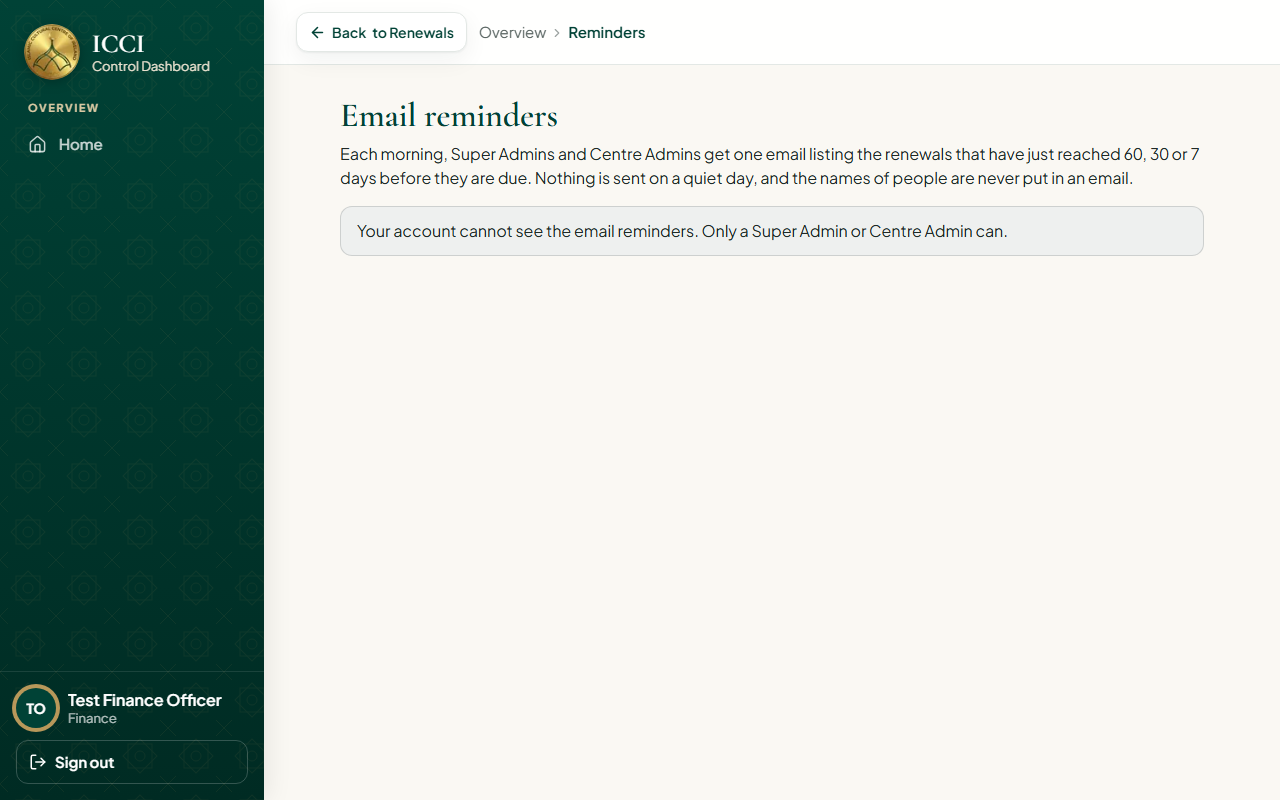 ICCI
Control Dashboard
OVERVIEW
Home
Back to Renewals
Overview › Reminders
Email reminders
Each morning, Super Admins and Centre Admins get one email listing the renewals that have just reached 60, 30 or 7
days before they are due. Nothing is sent on a quiet day, and the names of people are never put in an email.
Your account cannot see the email reminders. Only a Super Admin or Centre Admin can.
TO
Test Finance Officer
Finance
Sign out